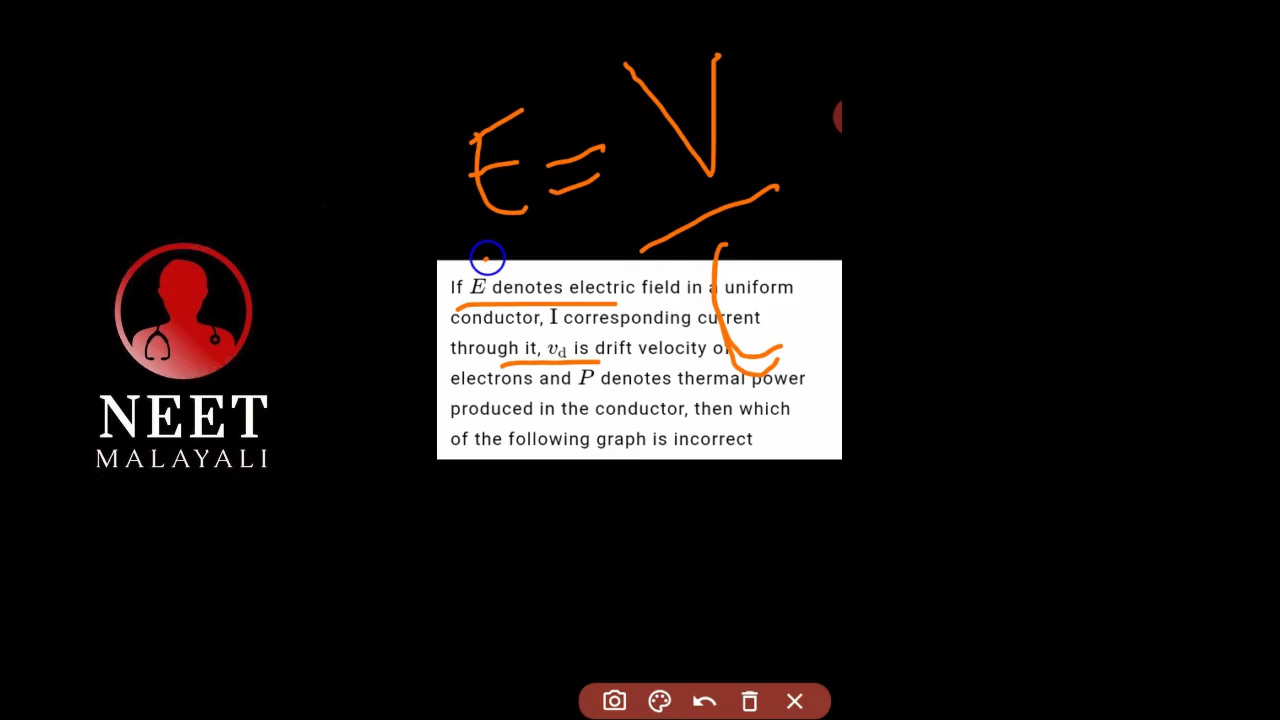 E = V
L
If E denotes electric field in a uniform
conductor, I corresponding current
through it, vd is drift velocity of
electrons and P denotes thermal power
produced in the conductor, then which
of the following graph is incorrect
NEET
MALAYALI